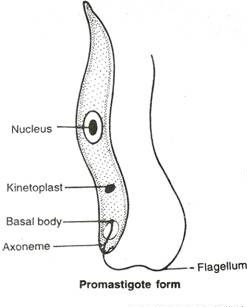 Nucleus
Kinetoplast
Basal body
Axoneme
Flagellum
Promastigote form